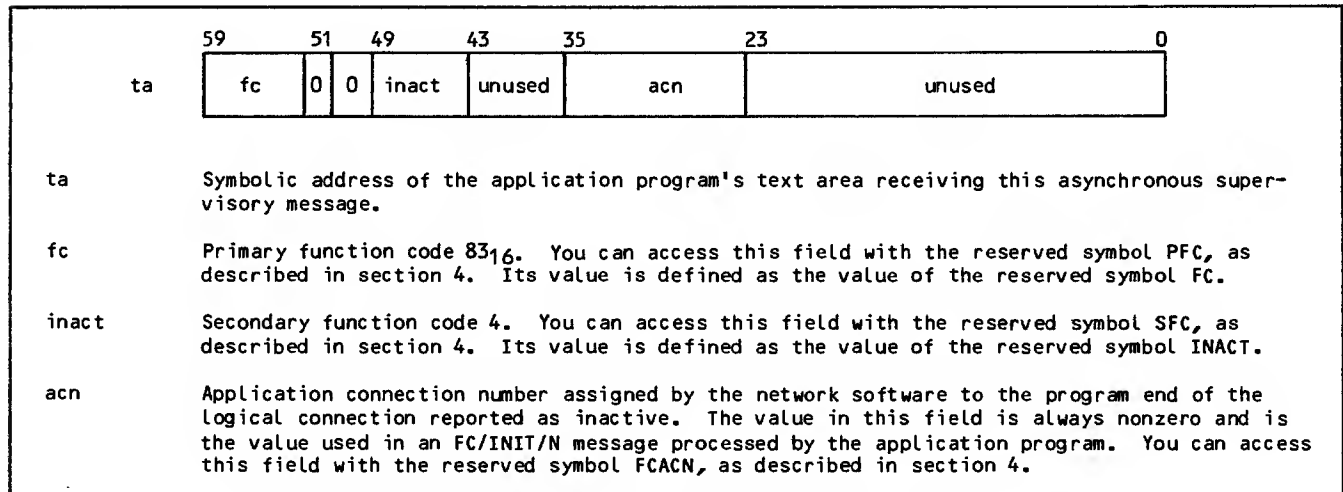 59 51 49 43 35 23 0
ta fc 0 0 inact unused acn unused
ta Symbolic address of the application program's text area receiving this asynchronous super-
visory message.
fc Primary function code 83₁₆. You can access this field with the reserved symbol PFC, as
described in section 4. Its value is defined as the value of the reserved symbol FC.
inact Secondary function code 4. You can access this field with the reserved symbol SFC, as
described in section 4. Its value is defined as the value of the reserved symbol INACT.
acn Application connection number assigned by the network software to the program end of the
logical connection reported as inactive. The value in this field is always nonzero and is
the value used in an FC/INIT/N message processed by the application program. You can access
this field with the reserved symbol FCACN, as described in section 4.